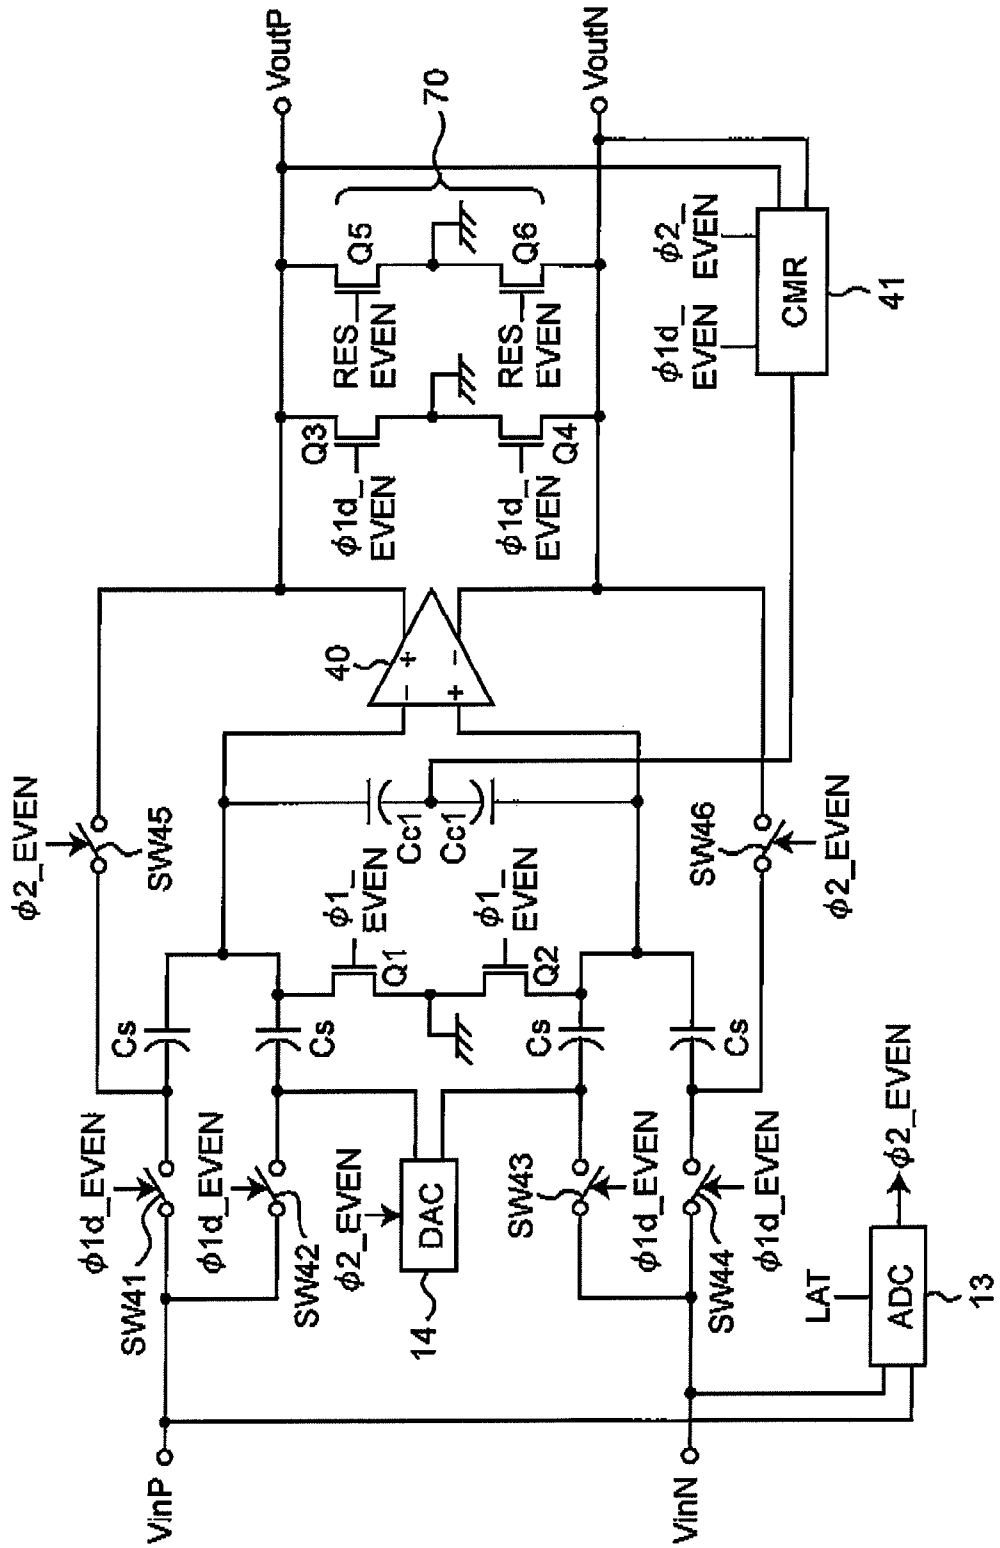 VinP
VinN
SW41
ϕ1d_EVEN
ϕ1d_EVEN
SW42
ϕ2_EVEN
DAC
14
SW43
ϕ1d_EVEN
SW44
ϕ1d_EVEN
LAT
ADC
13
ϕ2_EVEN
Cs
Cs
Cs
Cs
ϕ2_EVEN
SW45
ϕ1_
EVEN
Q1
ϕ1_
EVEN
Q2
Cc1
Cc1
SW46
ϕ2_EVEN
40
− +
+ −
Q3
ϕ1d_
EVEN
ϕ1d_
EVEN
Q4
RES_
EVEN
Q5
RES_
EVEN
Q6
70
ϕ1d_
EVEN
ϕ2_
EVEN
CMR
41
VoutP
VoutN